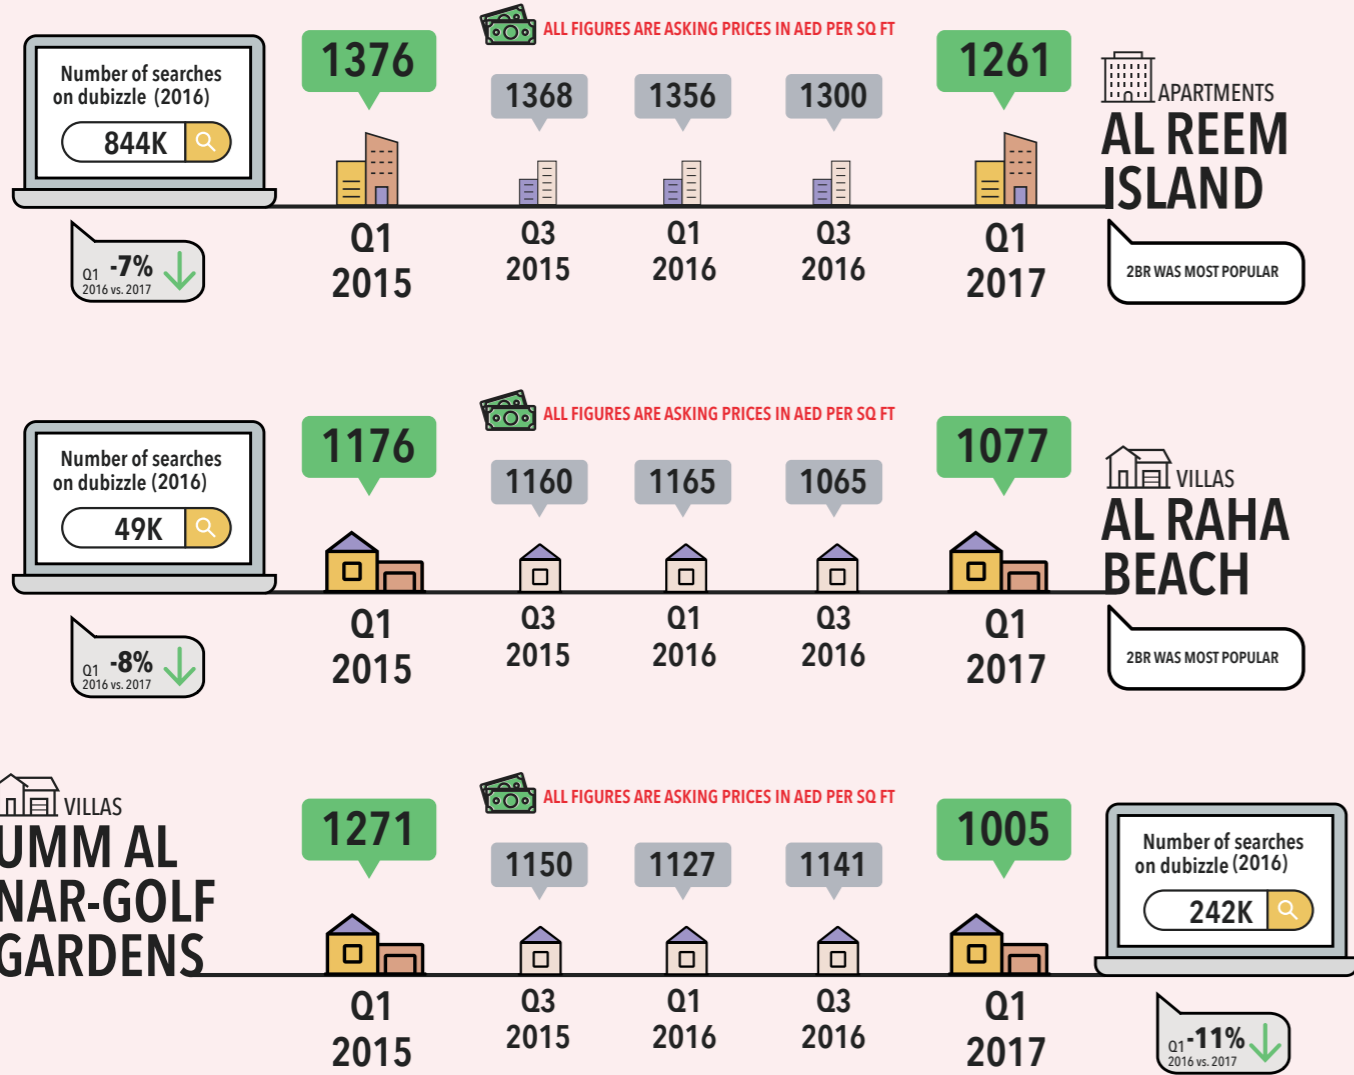 ALL FIGURES ARE ASKING PRICES IN AED PER SQ FT
Number of searches
on dubizzle (2016)
844K
1376
1368
1356
1300
1261
APARTMENTS
AL REEM
ISLAND
Q1
2015
Q3
2015
Q1
2016
Q3
2016
Q1
2017
Q1 -7%
2016 vs. 2017
2BR WAS MOST POPULAR
ALL FIGURES ARE ASKING PRICES IN AED PER SQ FT
Number of searches
on dubizzle (2016)
49K
1176
1160
1165
1065
1077
VILLAS
AL RAHA
BEACH
Q1
2015
Q3
2015
Q1
2016
Q3
2016
Q1
2017
Q1 -8%
2016 vs. 2017
2BR WAS MOST POPULAR
VILLAS
UMM AL
NAR-GOLF
GARDENS
ALL FIGURES ARE ASKING PRICES IN AED PER SQ FT
1271
1150
1127
1141
1005
Number of searches
on dubizzle (2016)
242K
Q1
2015
Q3
2015
Q1
2016
Q3
2016
Q1
2017
Q1 -11%
2016 vs. 2017